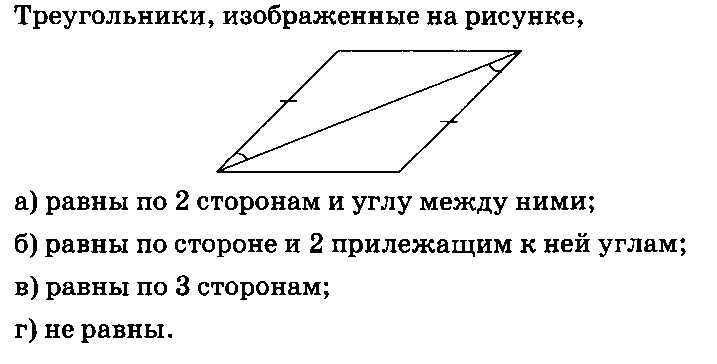 Треугольники, изображенные на рисунке,
а) равны по 2 сторонам и углу между ними;
б) равны по стороне и 2 прилежащим к ней углам;
в) равны по 3 сторонам;
г) не равны.